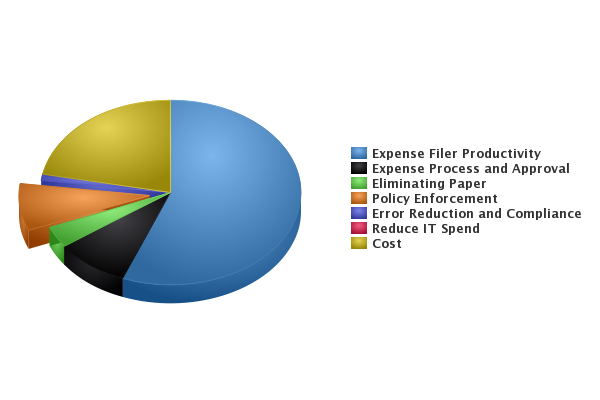 Expense Filer Productivity
Expense Process and Approval
Eliminating Paper
Policy Enforcement
Error Reduction and Compliance
Reduce IT Spend
Cost